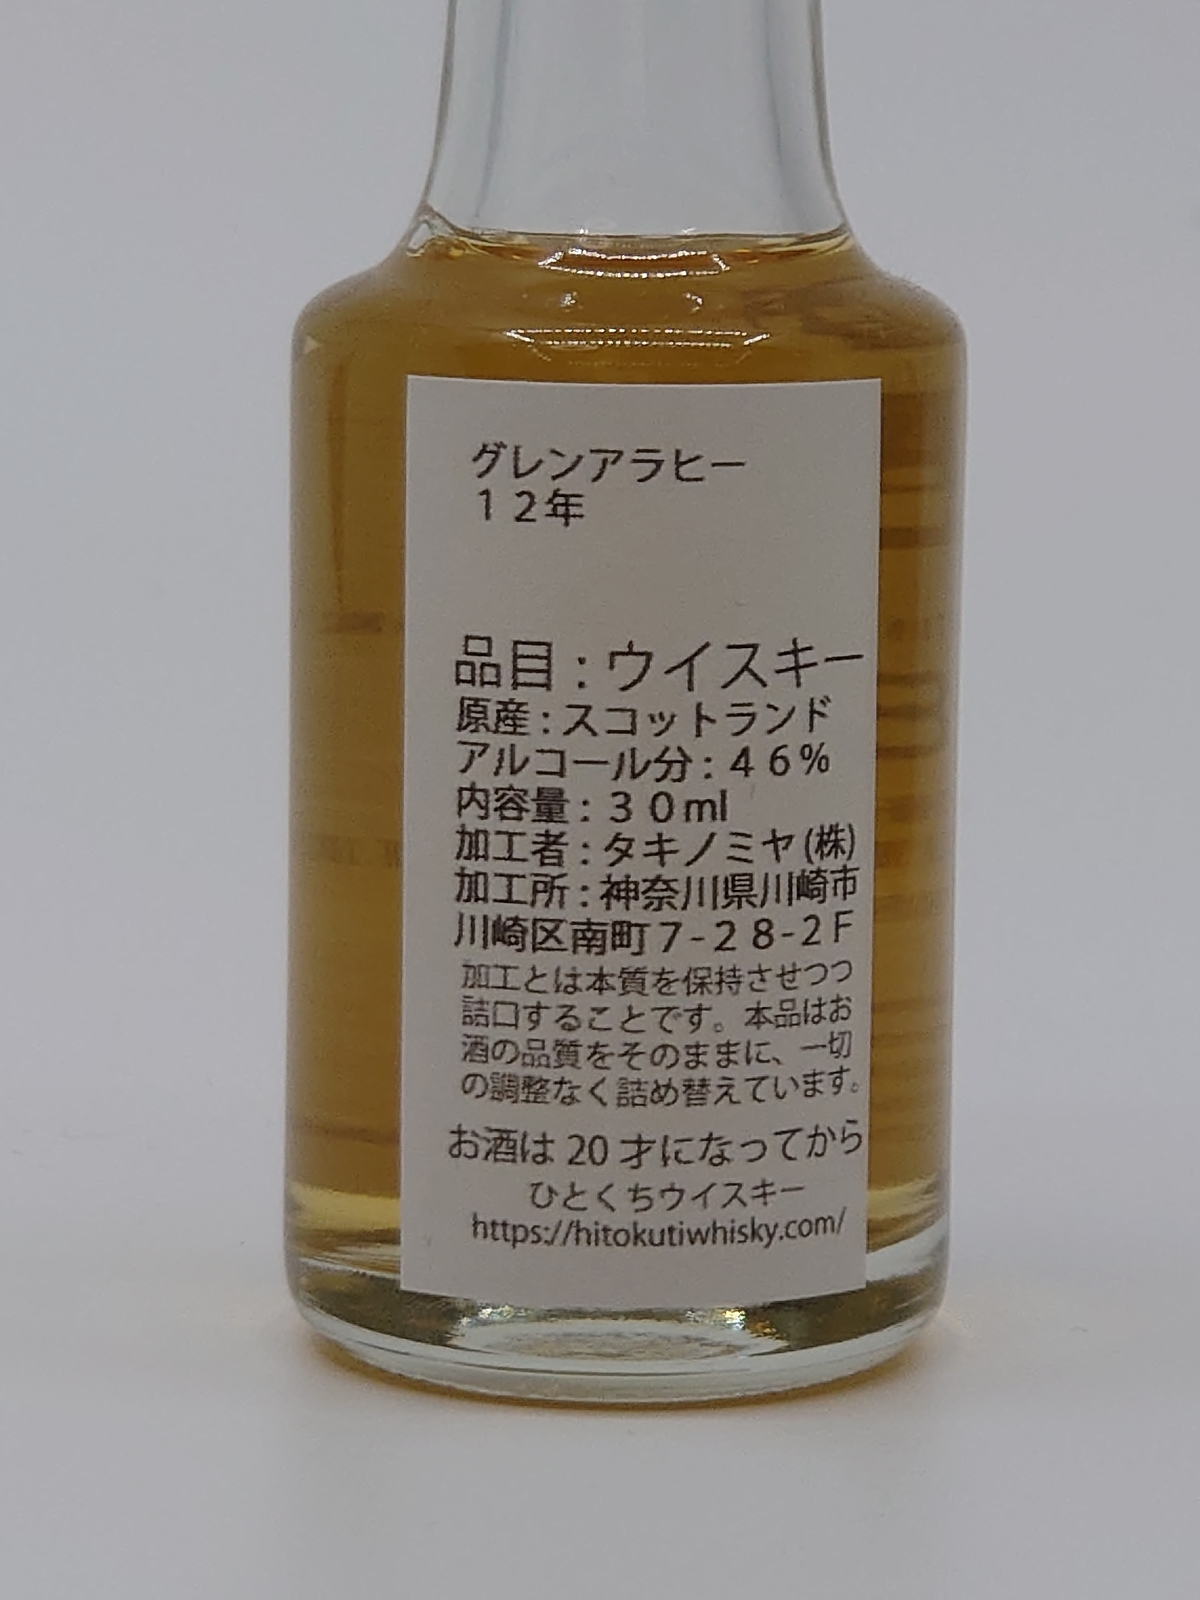 グレンアラヒー
１２年
品目：ウイスキー
原産：スコットランド
アルコール分：４６%
内容量：３０ml
加工者：タキノミヤ(株)
加工所：神奈川県川崎市
川崎区南町７-２８-２F
加工とは本質を保持させつつ
詰口することです。本品はお
酒の品質をそのままに、一切
の調整なく詰め替えています。
お酒は 20 才になってから
ひとくちウイスキー
https://hitokutiwhisky.com/